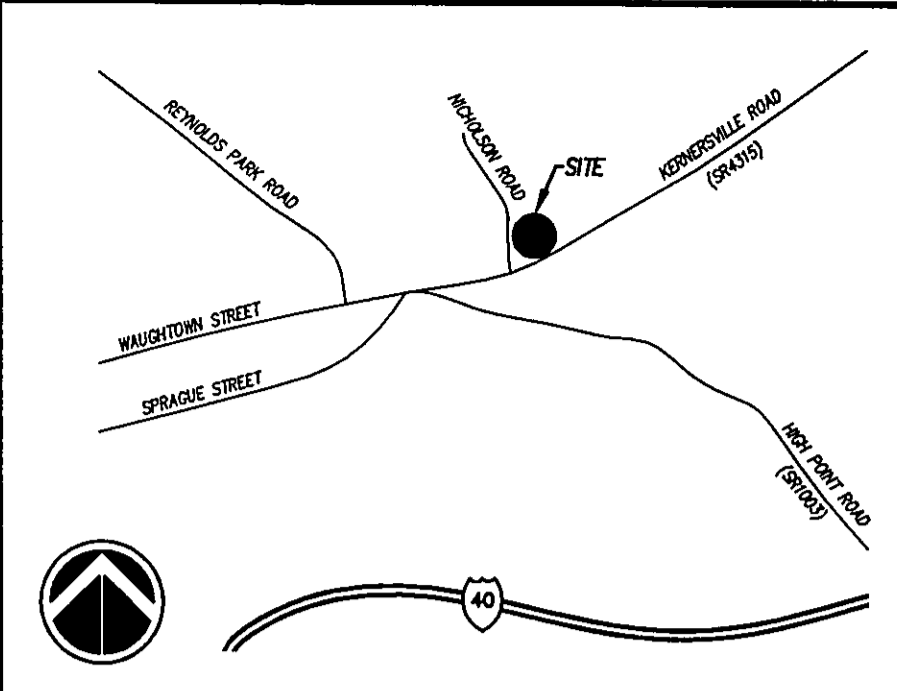 REYNOLDS PARK ROAD
NICHOLSON ROAD
SITE
KERNERSVILLE ROAD
(SR4315)
WAUGHTOWN STREET
SPRAGUE STREET
HIGH POINT ROAD
(SR1003)
40